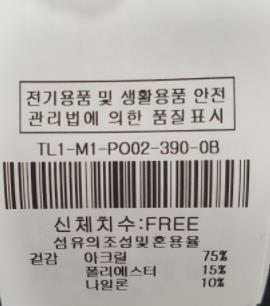 전기용품 및 생활용품 안전
관리법에 의한 품질표시
TL1-M1-PO02-390-0B
신체치수:FREE
섬유의조성및혼용율
겉감 아크릴 75%
폴리에스터 15%
나일론 10%